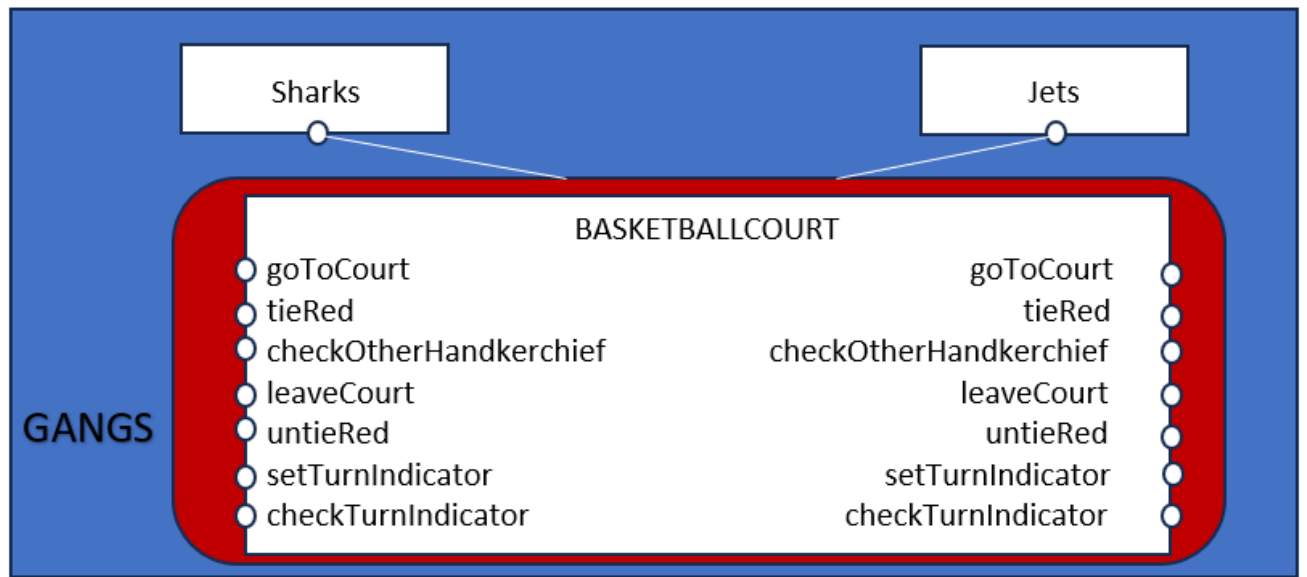 Sharks
Jets
BASKETBALLCOURT
goToCourt goToCourt
tieRed tieRed
checkOtherHandkerchief checkOtherHandkerchief
leaveCourt leaveCourt
GANGS
untieRed untieRed
setTurnIndicator setTurnIndicator
checkTurnIndicator checkTurnIndicator